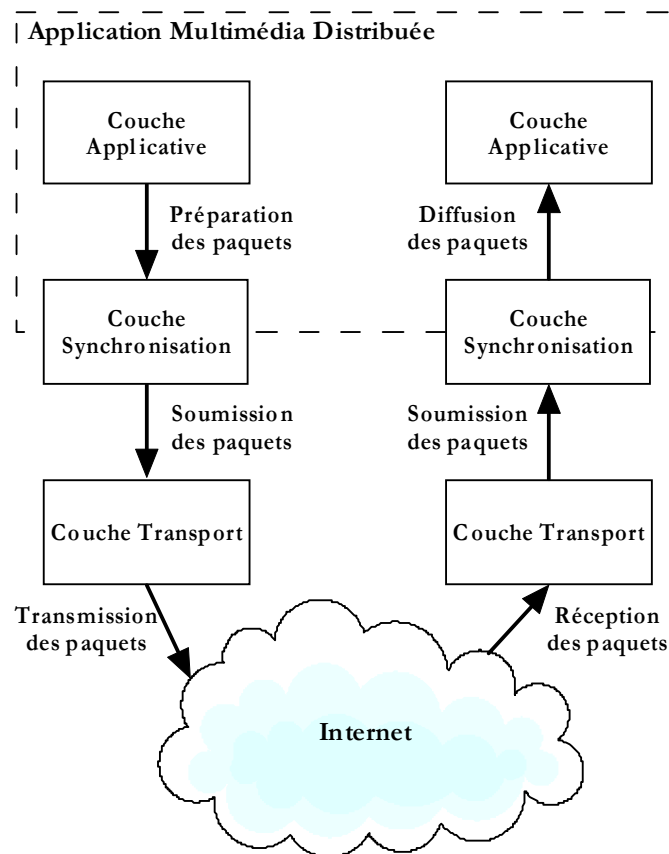 Application Multimédia Distribuée
Couche
Applicative
Couche
Applicative
Préparation
des paquets
Diffusion
des paquets
Couche
Synchronisation
Couche
Synchronisation
Soumission
des paquets
Soumission
des paquets
Couche Transport
Couche Transport
Transmission
des paquets
Réception
des paquets
Internet